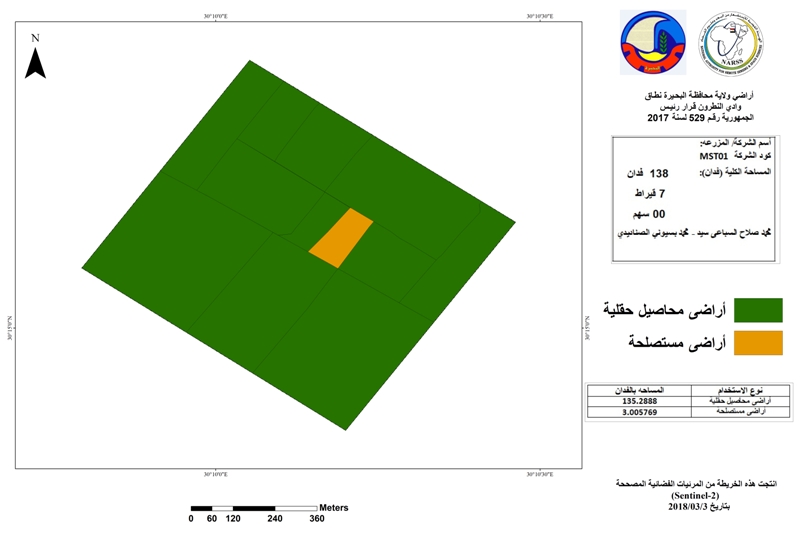 30°10'0"E
30°10'30"E
N
NARSS
أراضي ولاية محافظة البحيرة نطاق
وادي النطرون قرار رئيس
الجمهورية رقم 529 لسنة 2017
أسم الشركة/ المزرعه:
كود الشركة MST01
المساحة الكلية (فدان): 138 فدان
7 قيراط
00 سهم
محمد صلاح السباعى سيد - محمد بسيوني الصناديدي
أراضى محاصيل حقلية
أراضى مستصلحة
نوع الاستخدام المساحه بالفدان
أراضى محاصيل حقلية 135.2888
أراضى مستصلحة 3.005769
30°15'0"N
30°15'0"N
30°10'0"E
30°10'30"E
Meters
0 60 120 240 360
انتجت هذه الخريطة من المرئيات الفضائية المصححة
(Sentinel-2)
بتاريخ 2018/03/3